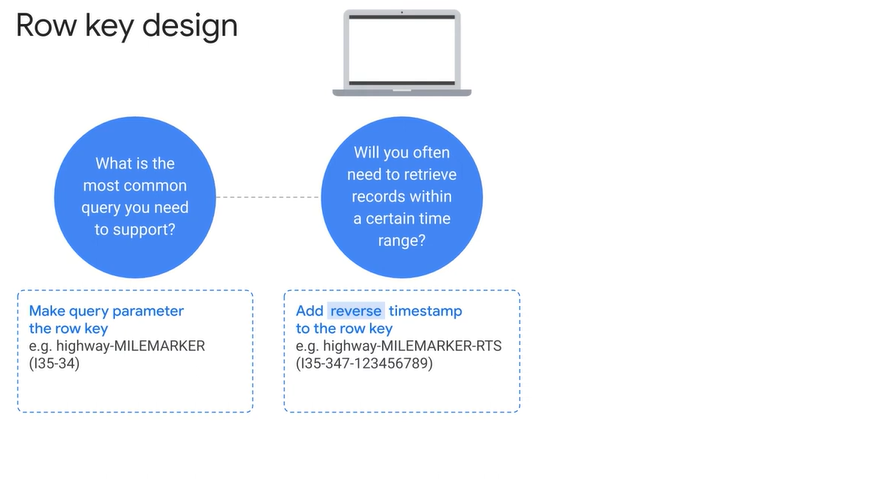 Row key design
What is the
most common
query you need
to support?
Will you often
need to retrieve
records within
a certain time
range?
Make query parameter
the row key
e.g. highway-MILEMARKER
(I35-34)
Add reverse timestamp
to the row key
e.g. highway-MILEMARKER-RTS
(I35-347-123456789)